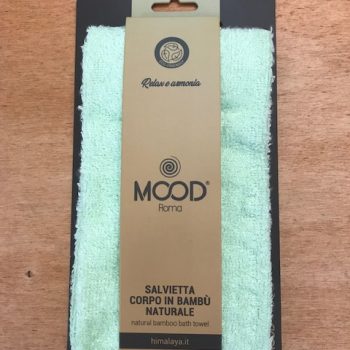 Relax e armonia
MOOD®
Roma
SALVIETTA
CORPO IN BAMBÙ
NATURALE
natural bamboo bath towel
himalaya.it